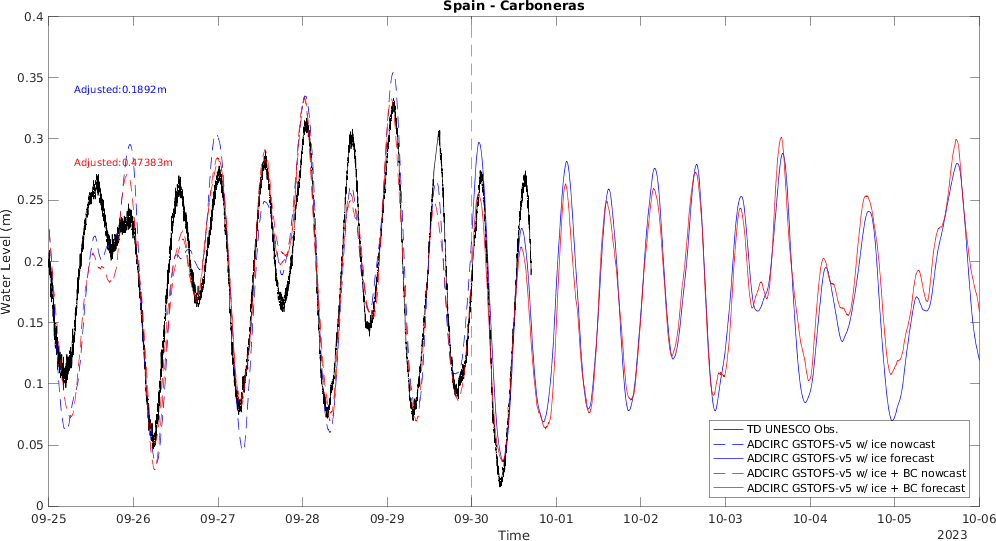 Spain - Carboneras
Water Level (m)
0.4
0.35
0.3
0.25
0.2
0.15
0.1
0.05
0
Adjusted:0.1892m
Adjusted:0.47383m
TD UNESCO Obs.
ADCIRC GSTOFS-v5 w/ ice nowcast
ADCIRC GSTOFS-v5 w/ ice forecast
ADCIRC GSTOFS-v5 w/ ice + BC nowcast
ADCIRC GSTOFS-v5 w/ ice + BC forecast
09-25 09-26 09-27 09-28 09-29 09-30 10-01 10-02 10-03 10-04 10-05 10-06
Time
2023